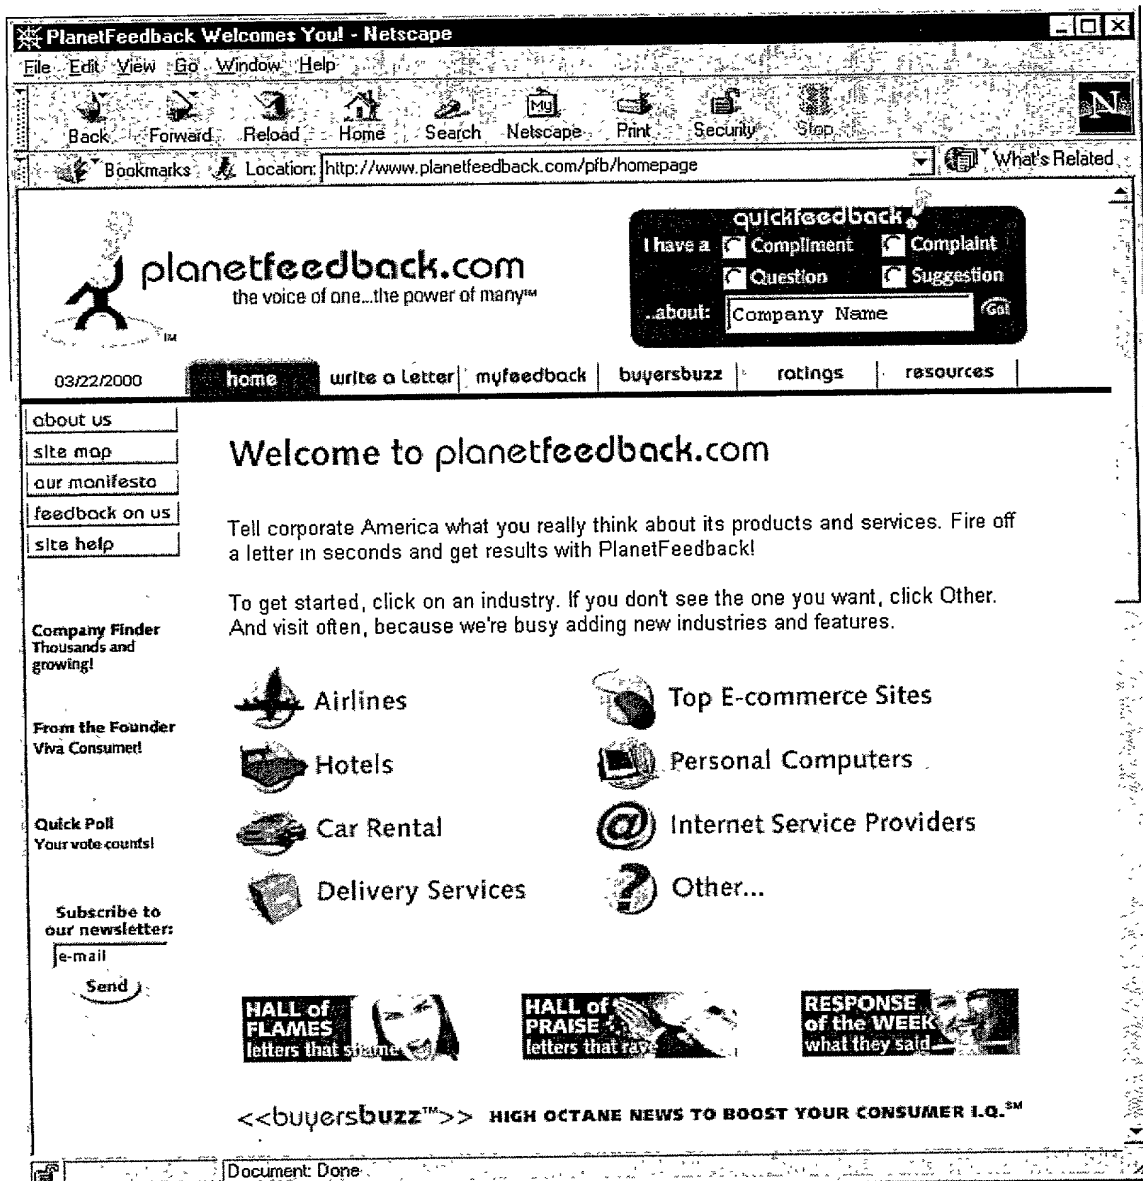 PlanetFeedback Welcomes You! - Netscape
File Edit View Go Window Help
Back Forward Reload Home Search Netscape Print Security Stop
My
N
Bookmarks Location: http://www.planetfeedback.com/pfb/homepage What's Related
planetfeedback.com
the voice of one...the power of many™
TM
quickfeedback!
I have a Compliment Complaint
Question Suggestion
..about: Company Name Go!
03/22/2000 home write a letter myfeedback buyersbuzz ratings resources
about us
site map
our manifesto
feedback on us
site help
Company Finder
Thousands and
growing!
From the Founder
Viva Consumer!
Quick Poll
Your vote counts!
Subscribe to
our newsletter:
e-mail
Send
Welcome to planetfeedback.com
Tell corporate America what you really think about its products and services. Fire off
a letter in seconds and get results with PlanetFeedback!
To get started, click on an industry. If you don't see the one you want, click Other.
And visit often, because we're busy adding new industries and features.
Airlines Top E-commerce Sites
Hotels Personal Computers
Car Rental @ Internet Service Providers
Delivery Services ? Other...
HALL of
FLAMES
letters that shame
HALL of
PRAISE
letters that rave
RESPONSE
of the WEEK
what they said
<<buyersbuzz™>> HIGH OCTANE NEWS TO BOOST YOUR CONSUMER I.Q.℠
Document: Done